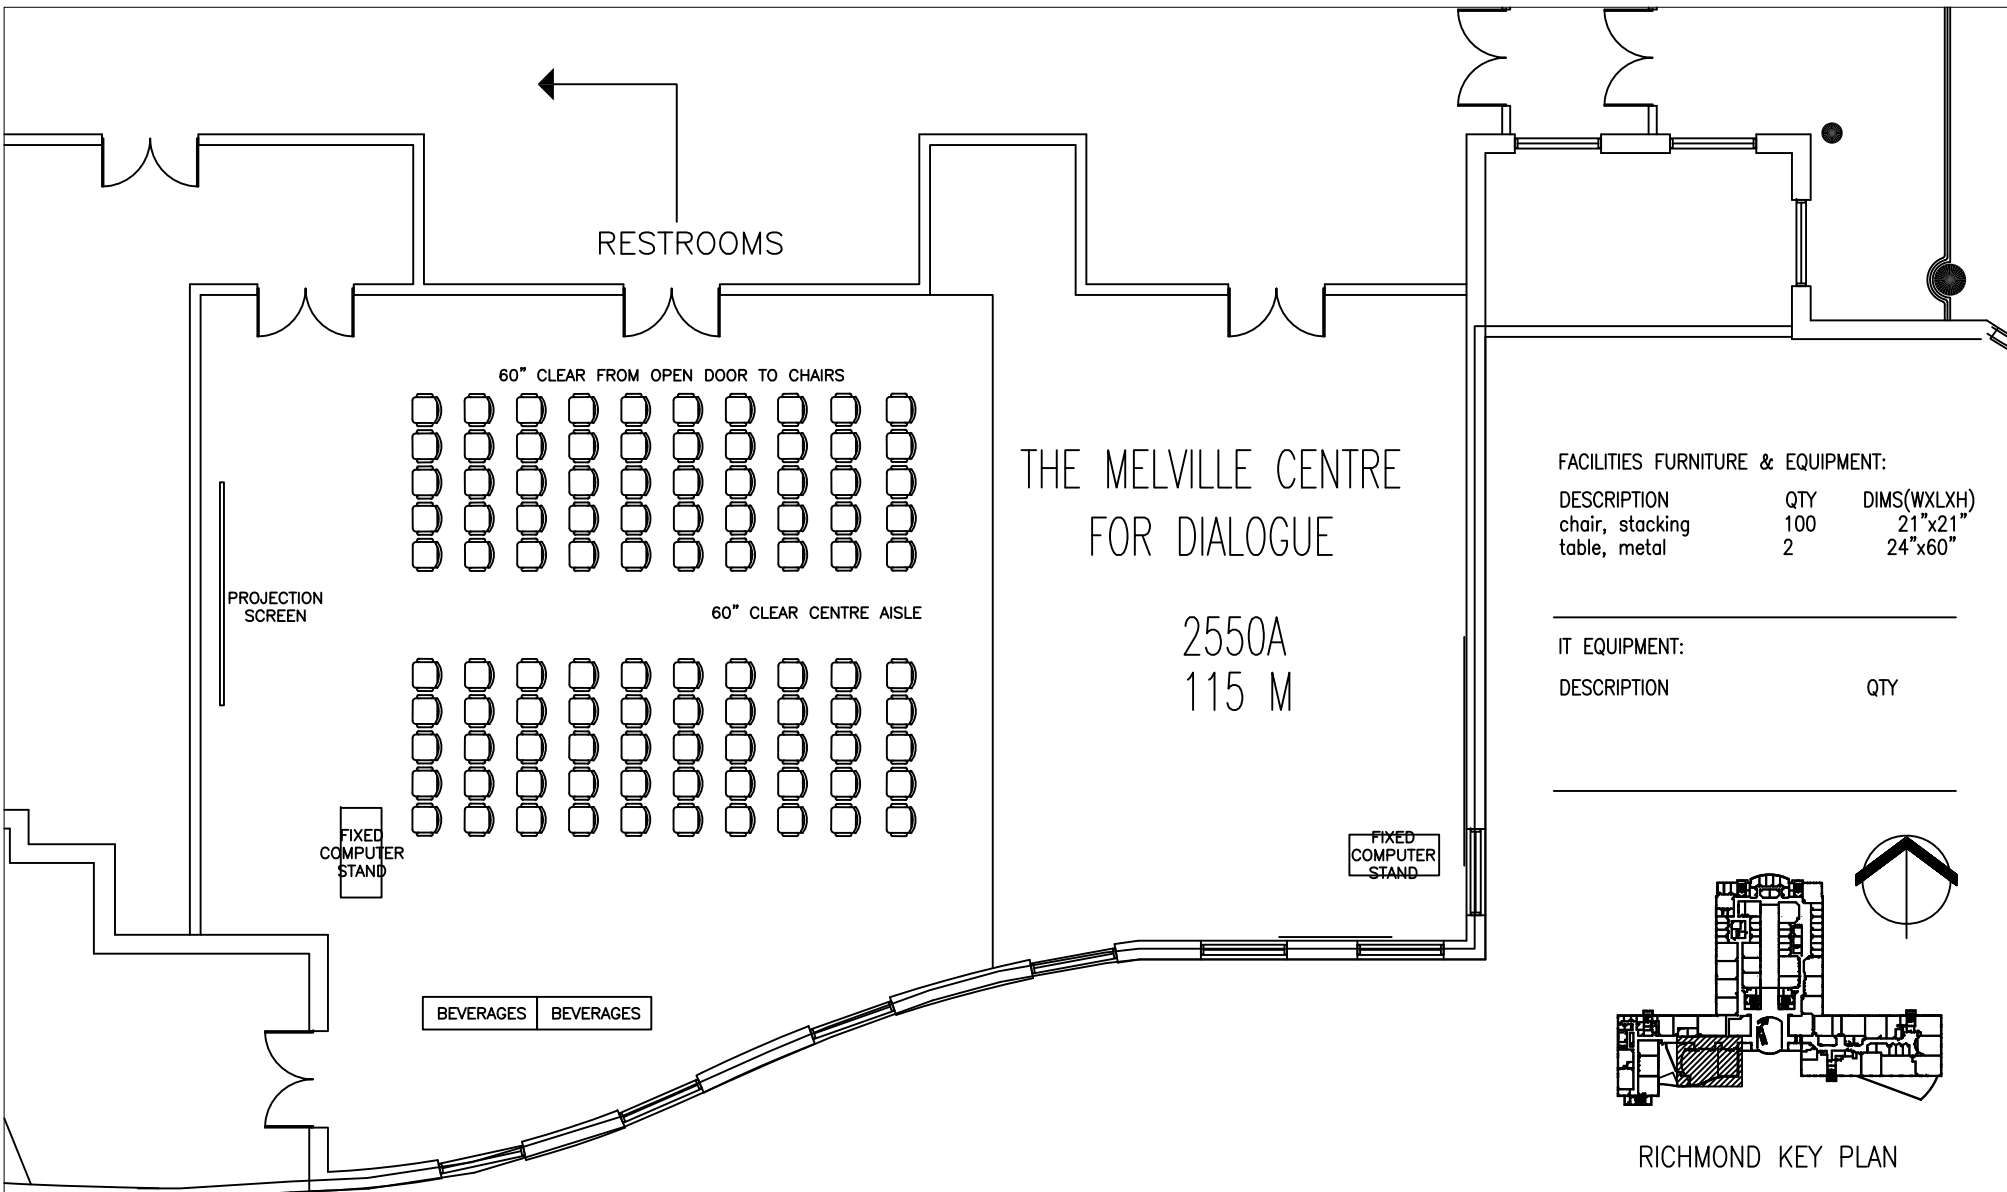 RESTROOMS
60" CLEAR FROM OPEN DOOR TO CHAIRS
THE MELVILLE CENTRE
FOR DIALOGUE
2550A
115 M
PROJECTION
SCREEN
60" CLEAR CENTRE AISLE
FIXED
COMPUTER
STAND
FIXED
COMPUTER
STAND
BEVERAGES BEVERAGES
FACILITIES FURNITURE & EQUIPMENT:
DESCRIPTION QTY DIMS(WXLXH)
chair, stacking 100 21"x21"
table, metal 2 24"x60"
IT EQUIPMENT:
DESCRIPTION QTY
RICHMOND KEY PLAN